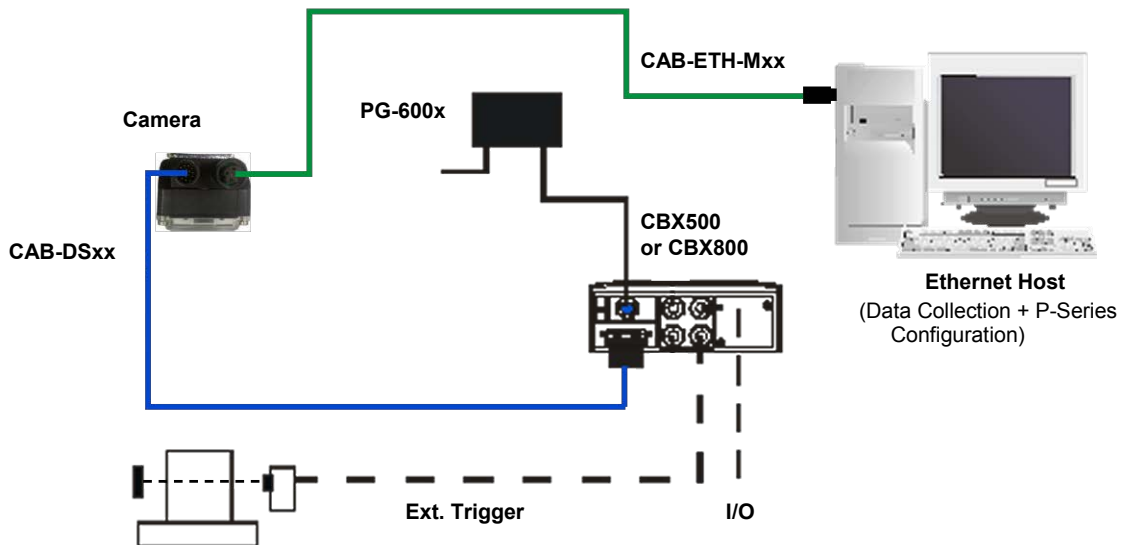 CAB-ETH-Mxx
PG-600x
Camera
CBX500
or CBX800
CAB-DSxx
Ethernet Host
(Data Collection + P-Series
Configuration)
Ext. Trigger
I/O